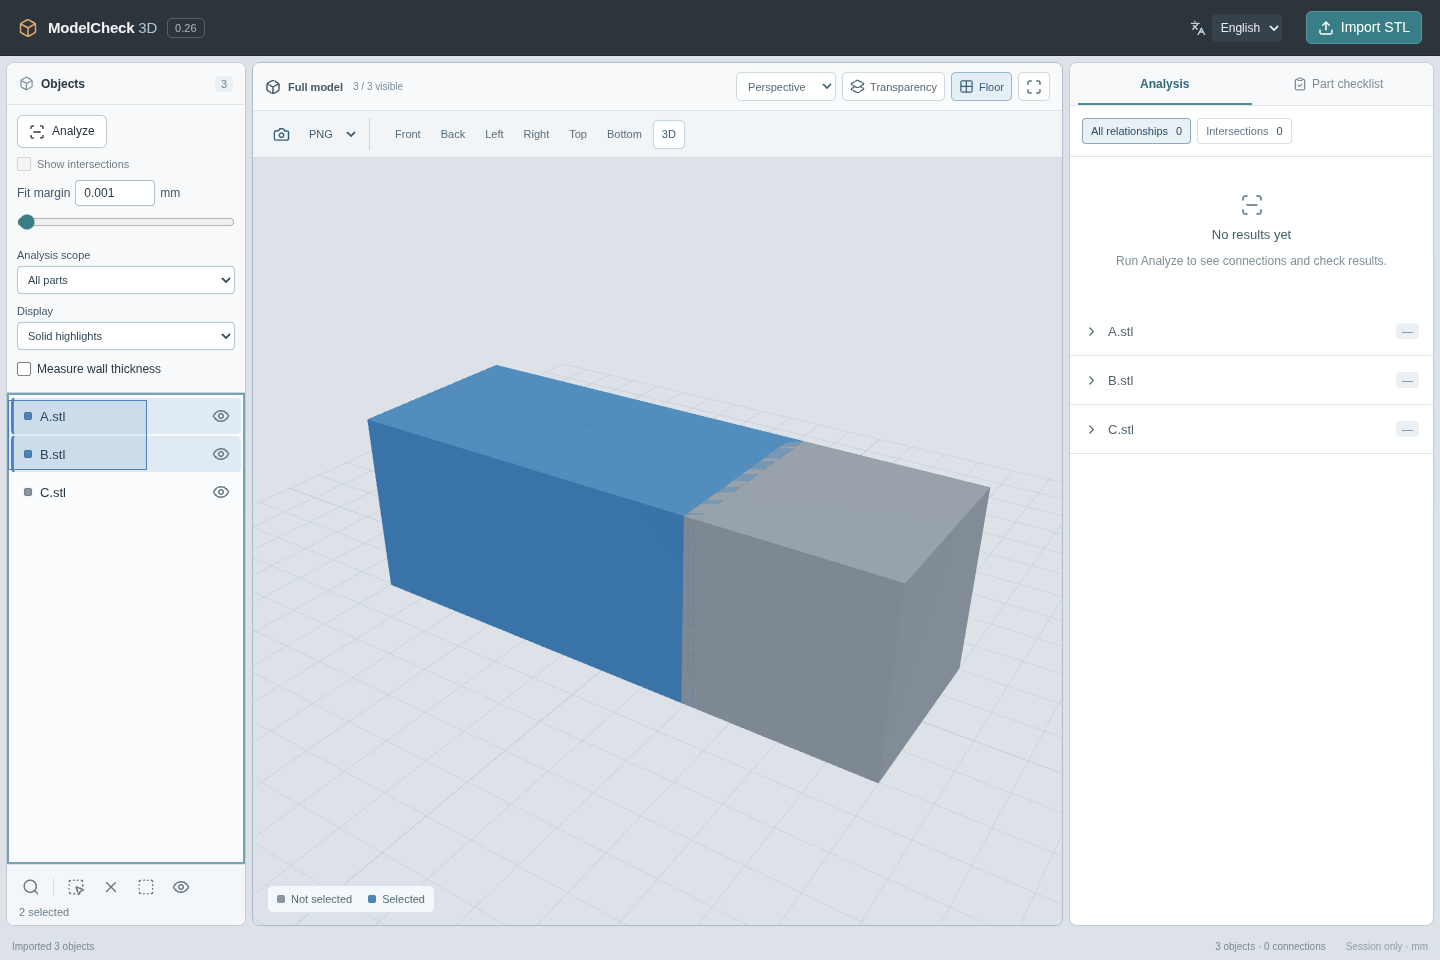 ModelCheck 3D 0.26
English
Import STL
Objects 3
Analyze
Show intersections
Fit margin 0.001 mm
Analysis scope
All parts
Display
Solid highlights
Measure wall thickness
A.stl
B.stl
C.stl
2 selected
Full model 3 / 3 visible
Perspective
Transparency
Floor
PNG
Front Back Left Right Top Bottom 3D
Not selected Selected
Analysis
Part checklist
All relationships 0
Intersections 0
No results yet
Run Analyze to see connections and check results.
A.stl —
B.stl —
C.stl —
Imported 3 objects
3 objects · 0 connections
Session only · mm